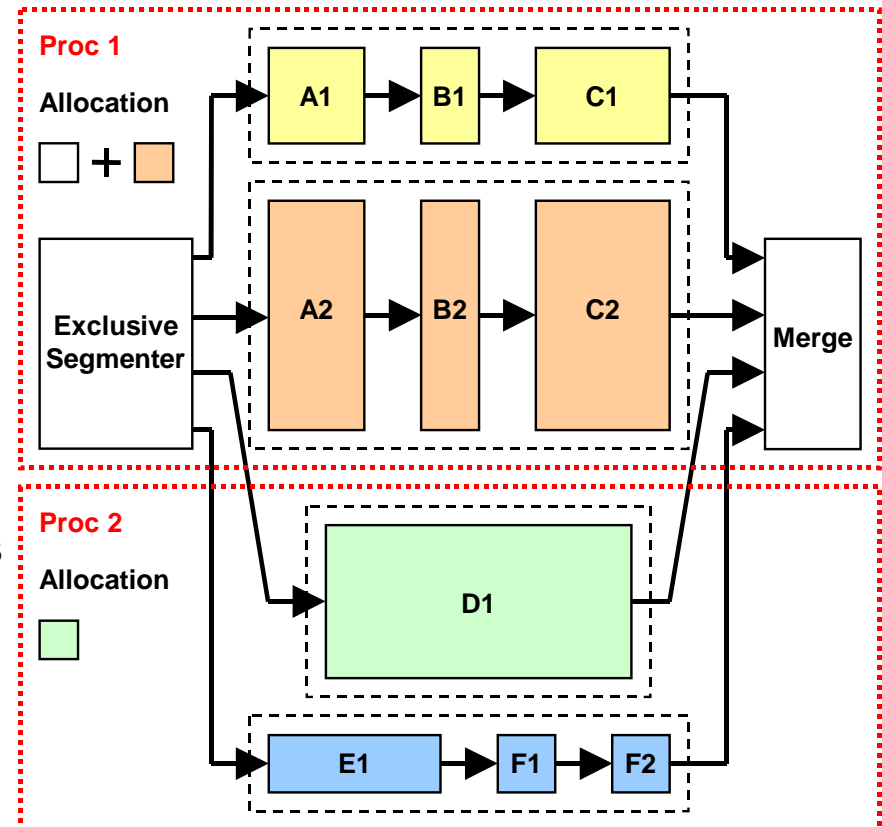 Proc 1
Allocation
+
A1
B1
C1
A2
B2
C2
Exclusive
Segmenter
Merge
Proc 2
Allocation
D1
E1
F1
F2